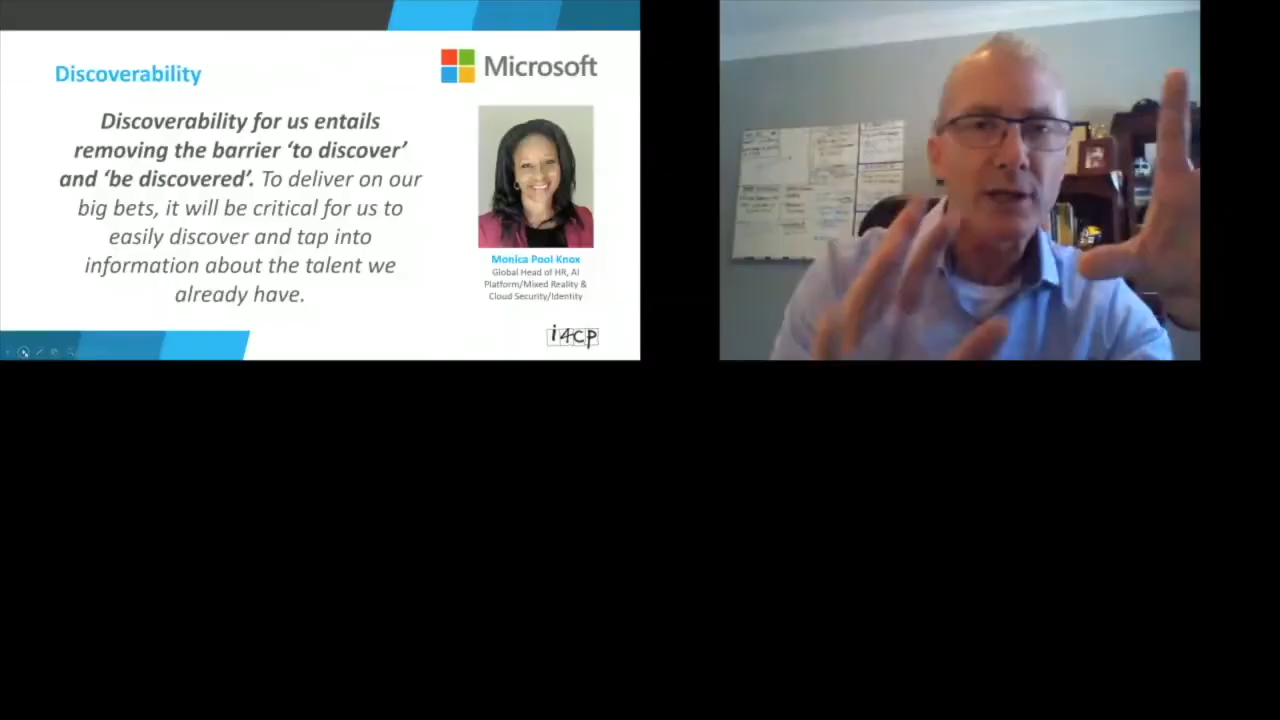 Discoverability
Microsoft
Discoverability for us entails
removing the barrier ‘to discover’
and ‘be discovered’. To deliver on our
big bets, it will be critical for us to
easily discover and tap into
information about the talent we
already have.
Monica Pool Knox
Global Head of HR, AI
Platform/Mixed Reality &
Cloud Security/Identity
i4cp